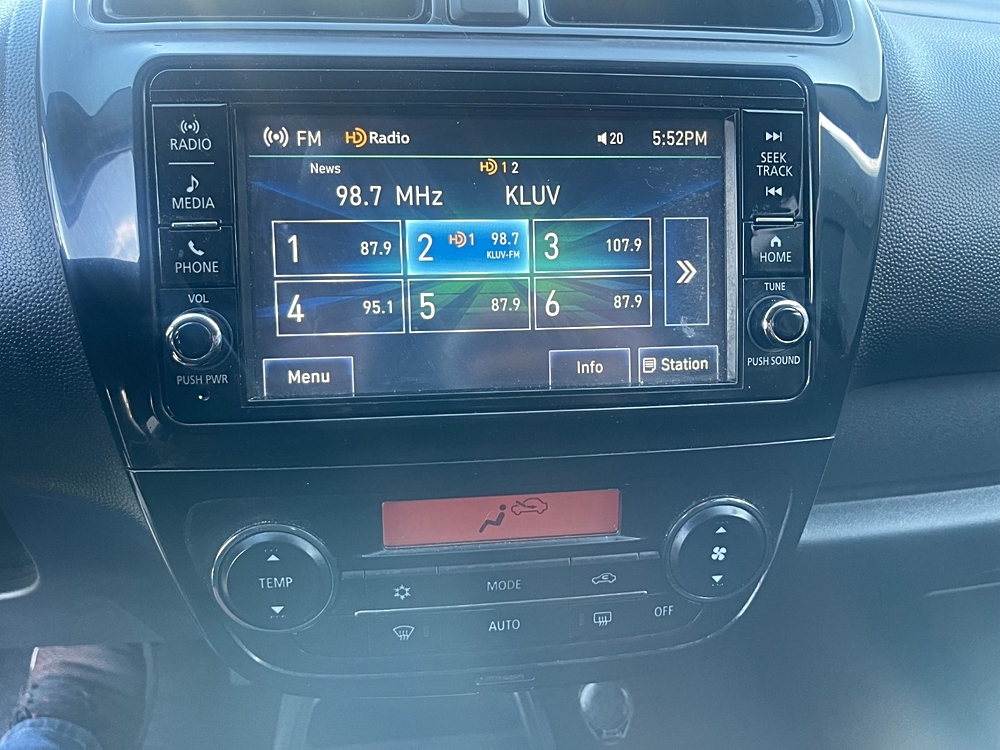 RADIO
MEDIA
PHONE
VOL
PUSH PWR
FM HD Radio 20 5:52PM
News HD 1 2
98.7 MHz KLUV
1 87.9
2 HD 1 98.7
KLUV-FM
3 107.9
4 95.1
5 87.9
6 87.9
Menu
Info
Station
SEEK
TRACK
HOME
TUNE
PUSH SOUND
TEMP
MODE
AUTO
OFF